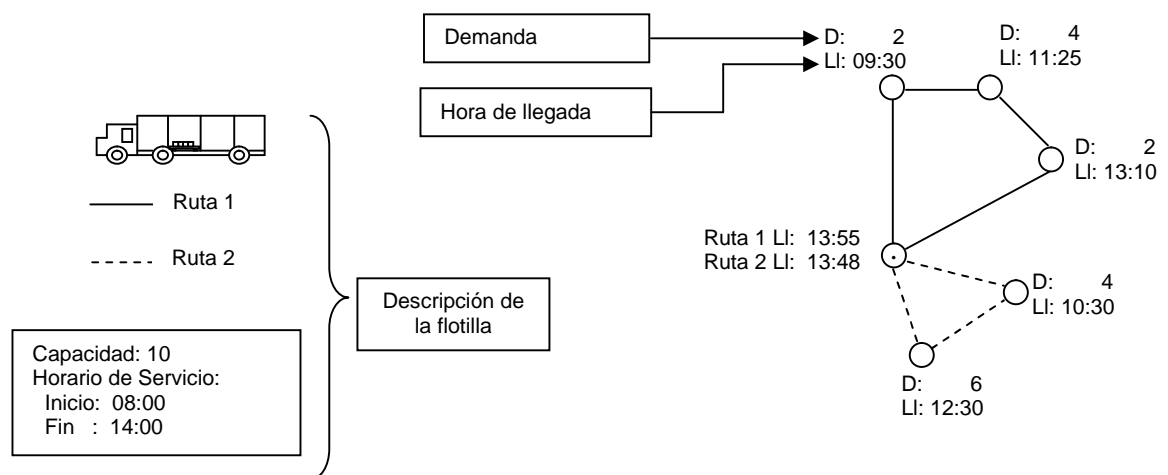 Demanda
Hora de llegada
D: 2
Ll: 09:30
D: 4
Ll: 11:25
D: 2
Ll: 13:10
Ruta 1
Ruta 2
Ruta 1 Ll: 13:55
Ruta 2 Ll: 13:48
D: 4
Ll: 10:30
D: 6
Ll: 12:30
Descripción de
la flotilla
Capacidad: 10
Horario de Servicio:
Inicio: 08:00
Fin : 14:00